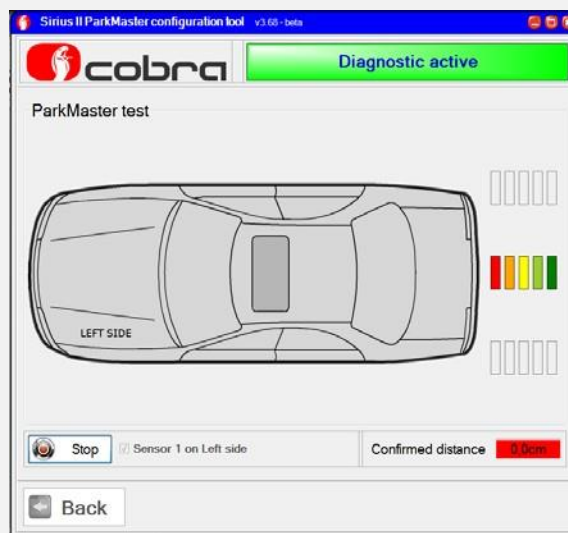 Sirius II ParkMaster configuration tool v3.68 - beta
cobra
Diagnostic active
ParkMaster test
LEFT SIDE
Stop
Sensor 1 on Left side
Confirmed distance 0,0cm
Back